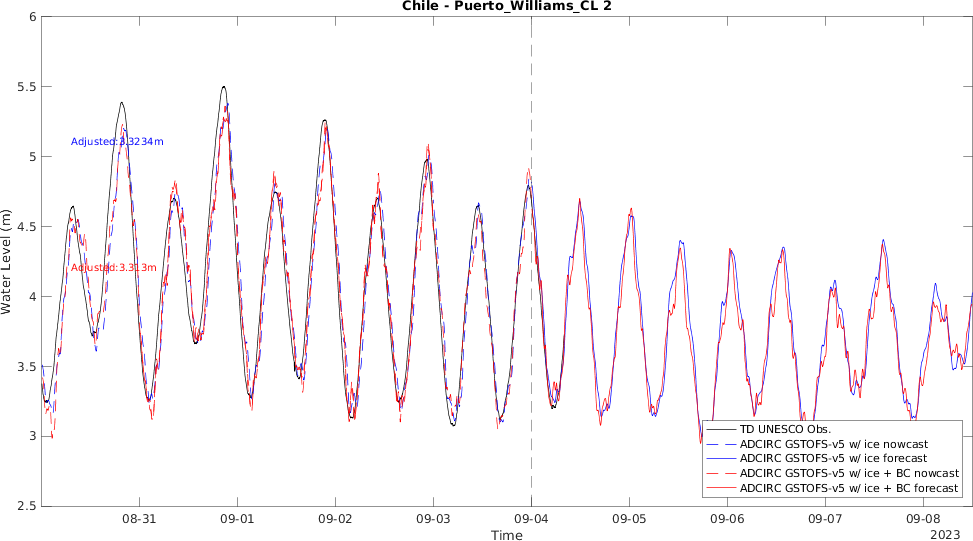 Chile - Puerto_Williams_CL 2
6
5.5
5
4.5
4
3.5
3
2.5
Water Level (m)
Adjusted:3.3234m
Adjusted:3.313m
TD UNESCO Obs.
ADCIRC GSTOFS-v5 w/ ice nowcast
ADCIRC GSTOFS-v5 w/ ice forecast
ADCIRC GSTOFS-v5 w/ ice + BC nowcast
ADCIRC GSTOFS-v5 w/ ice + BC forecast
08-31 09-01 09-02 09-03 09-04 09-05 09-06 09-07 09-08
Time
2023